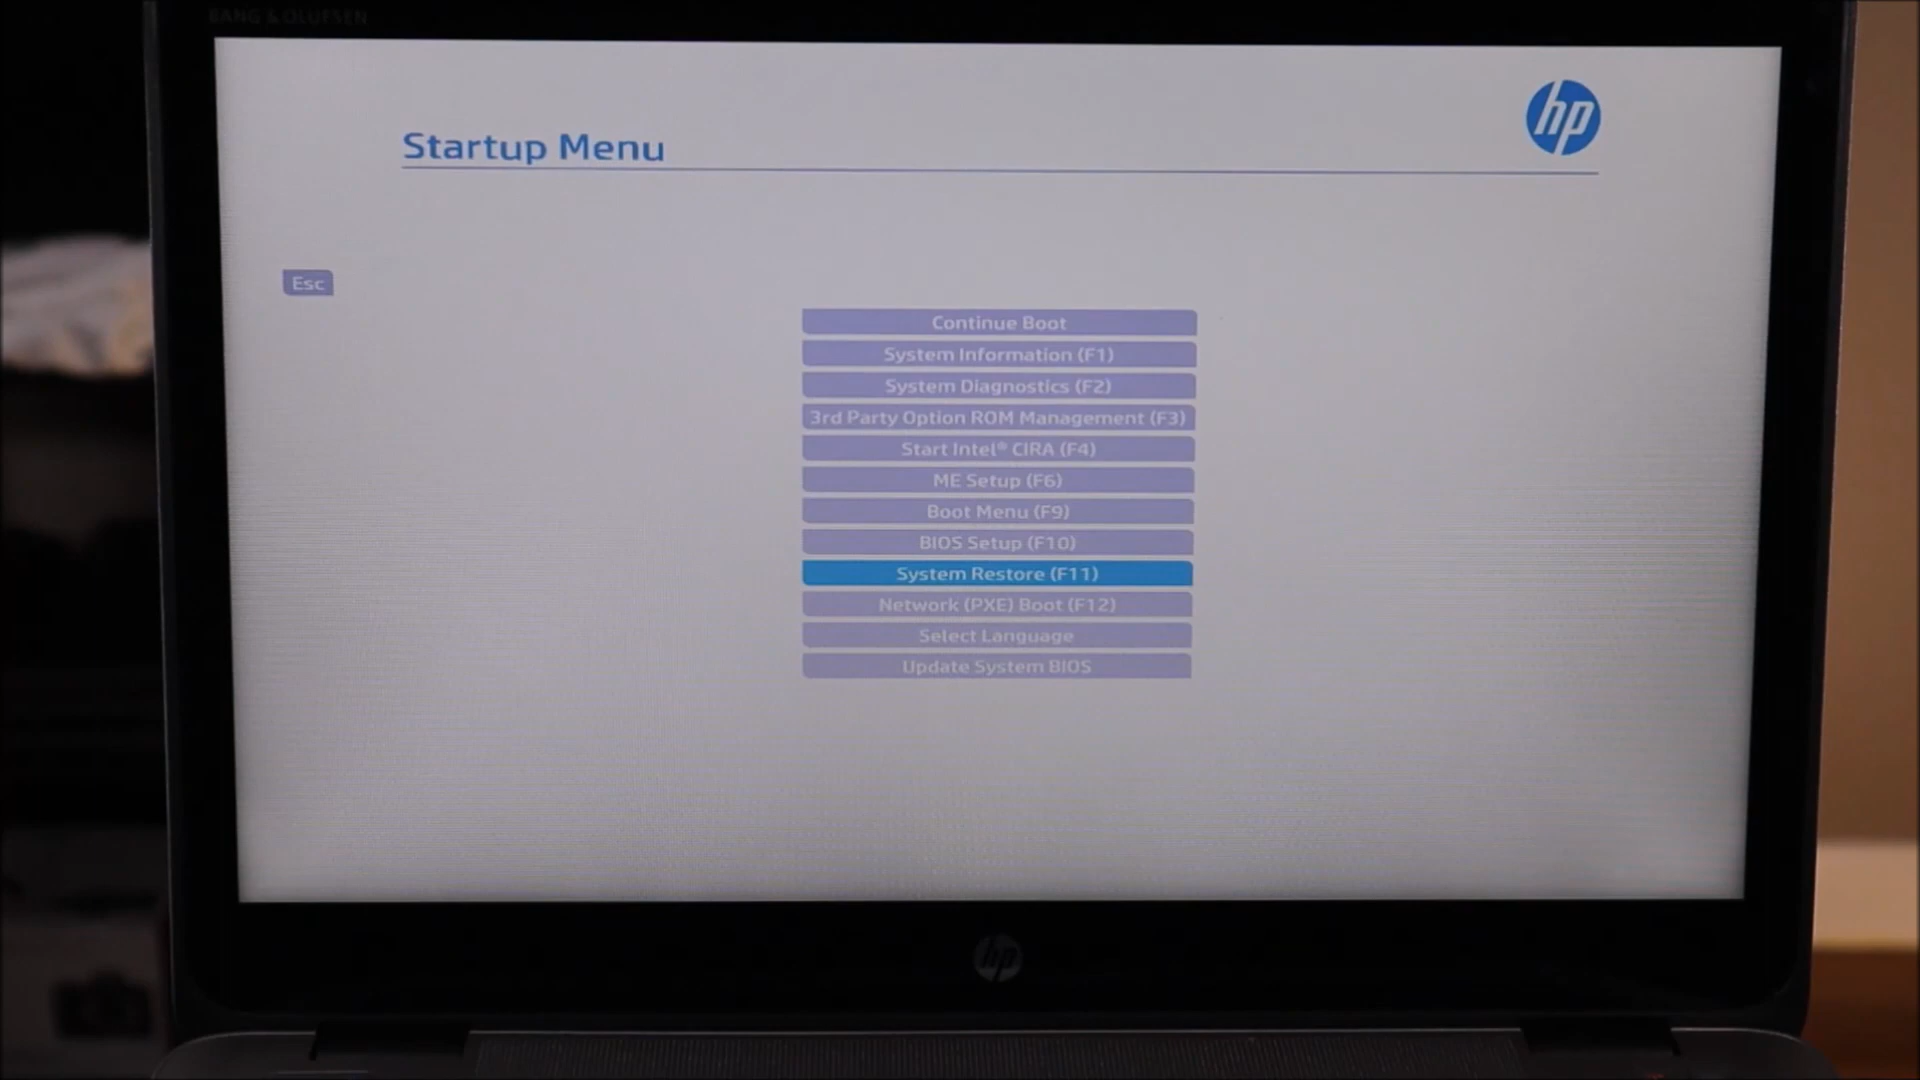 BANG & OLUFSEN
hp
Startup Menu
Esc
Continue Boot
System Information (F1)
System Diagnostics (F2)
3rd Party Option ROM Management (F3)
Start Intel® CIRA (F4)
ME Setup (F6)
Boot Menu (F9)
BIOS Setup (F10)
System Restore (F11)
Network (PXE) Boot (F12)
Select Language
Update System BIOS
hp